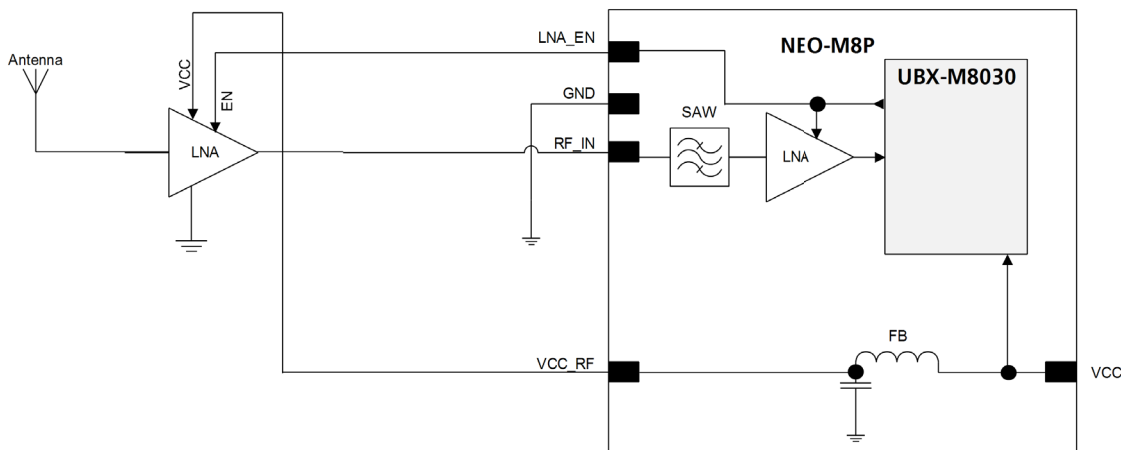 LNA_EN
NEO-M8P
UBX-M8030
Antenna
VCC
EN
GND
SAW
LNA
RF_IN
LNA
FB
VCC_RF
VCC